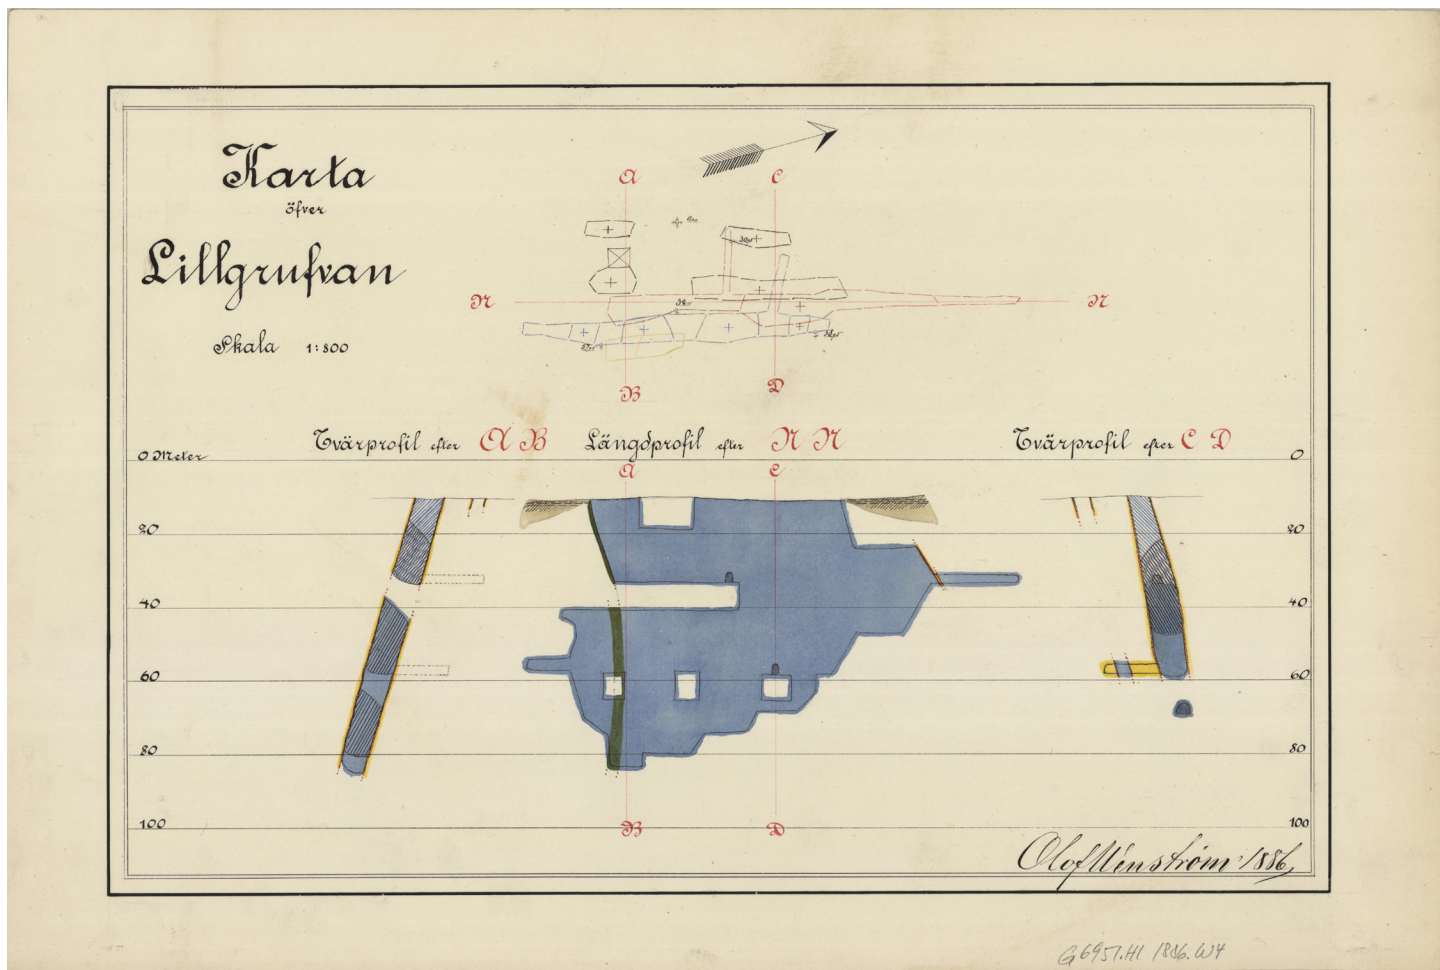 Karta
öfver
Lillgrufvan
Skala 1:800
A C
N N
B D
Tvärprofil efter A B
Längdprofil efter N N
Tvärprofil efter C D
0 Meter 0
A C
20 20
40 40
60 60
80 80
100 100
B D
Olof Wenström 1886
G6951.H1 1886.W4